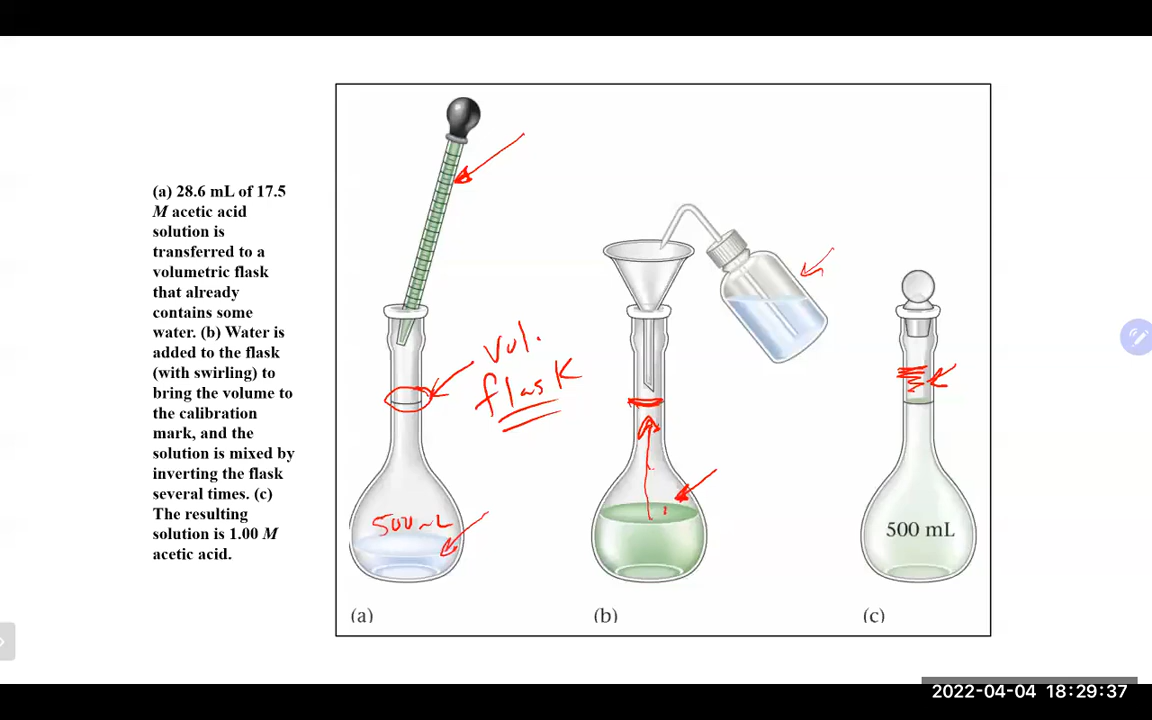 (a) 28.6 mL of 17.5
M acetic acid
solution is
transferred to a
volumetric flask
that already
contains some
water. (b) Water is
added to the flask
(with swirling) to
bring the volume to
the calibration
mark, and the
solution is mixed by
inverting the flask
several times. (c)
The resulting
solution is 1.00 M
acetic acid.
vol.
flask
500 mL
500 mL
(a)
(b)
(c)
2022-04-04 18:29:37